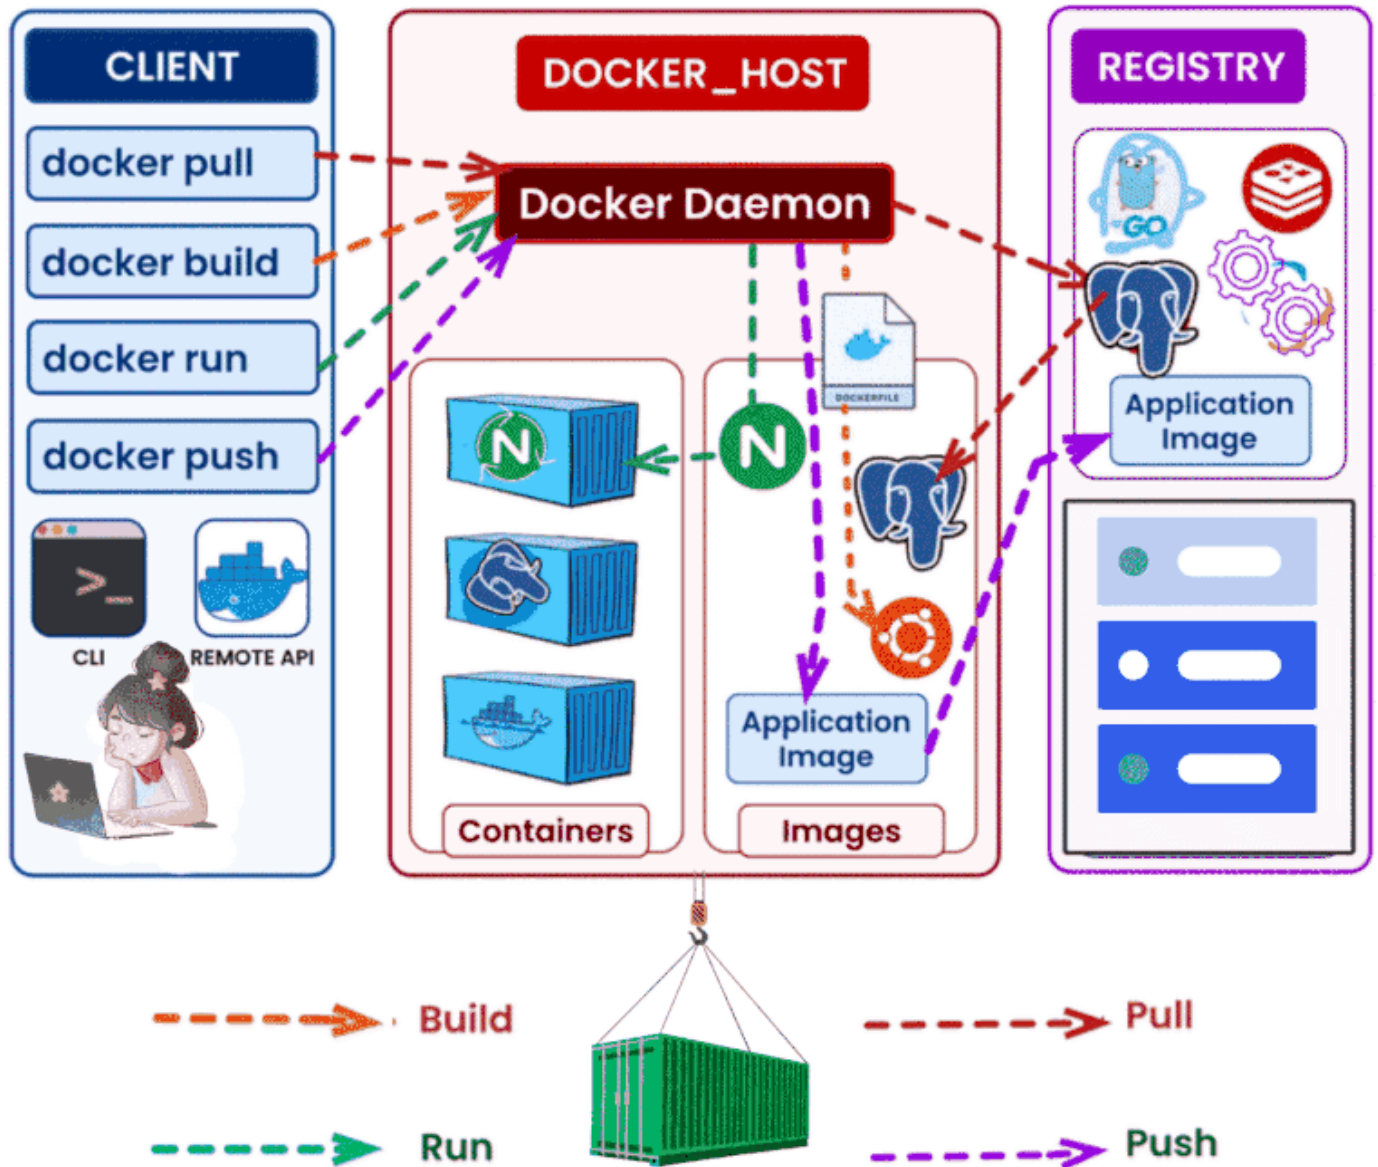 CLIENT
docker pull
docker build
docker run
docker push
>_
CLI
REMOTE API
DOCKER_HOST
Docker Daemon
DOCKERFILE
N
N
Application
Image
Containers
Images
REGISTRY
GO
Application
Image
Build
Run
Pull
Push